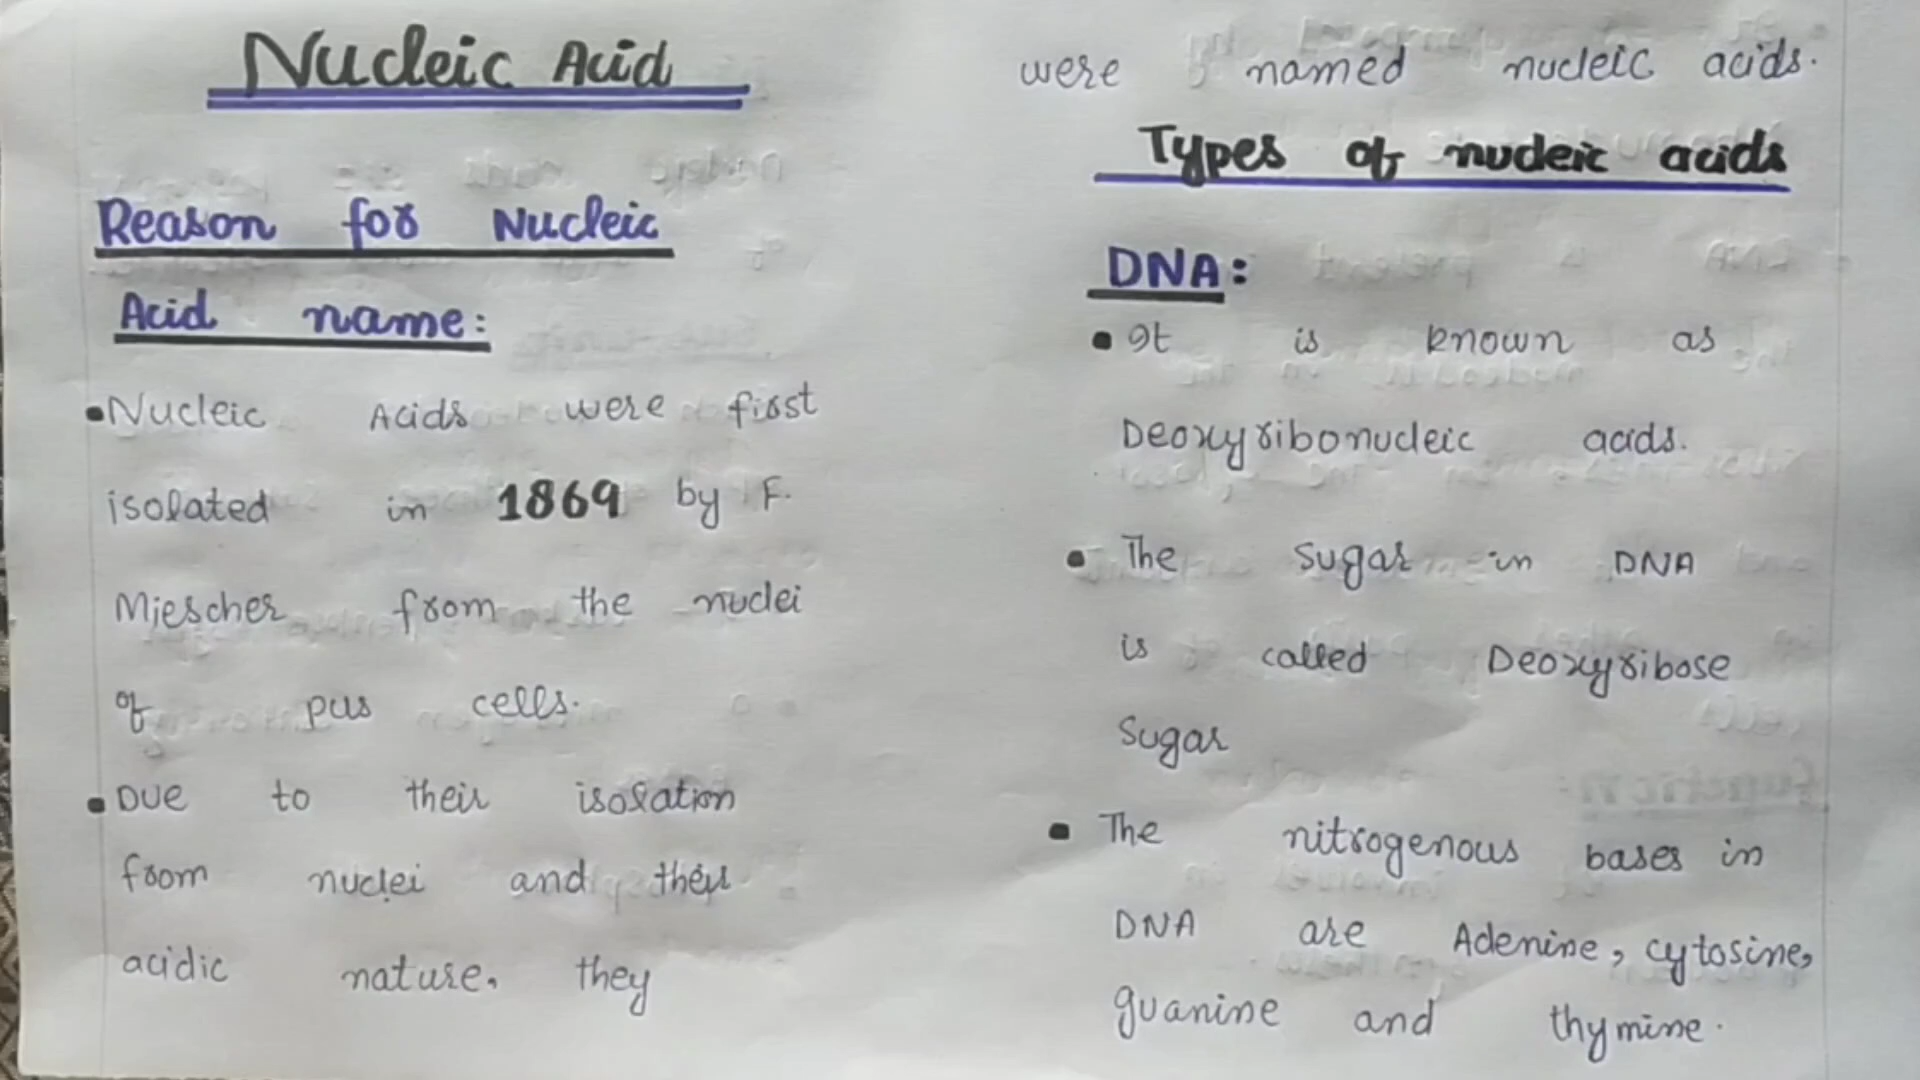 Nucleic Acid
Reason for Nucleic
Acid name:
•Nucleic Acids were first
isolated in 1869 by F.
Miescher from the nuclei
of pus cells.
•Due to their isolation
from nuclei and their
acidic nature, they
were named nucleic acids.
Types of nucleic acids
DNA:
•It is known as
Deoxyribonucleic acids.
•The Sugar in DNA
is called Deoxyribose
Sugar
•The nitrogenous bases in
DNA are Adenine, cytosine,
guanine and thymine.